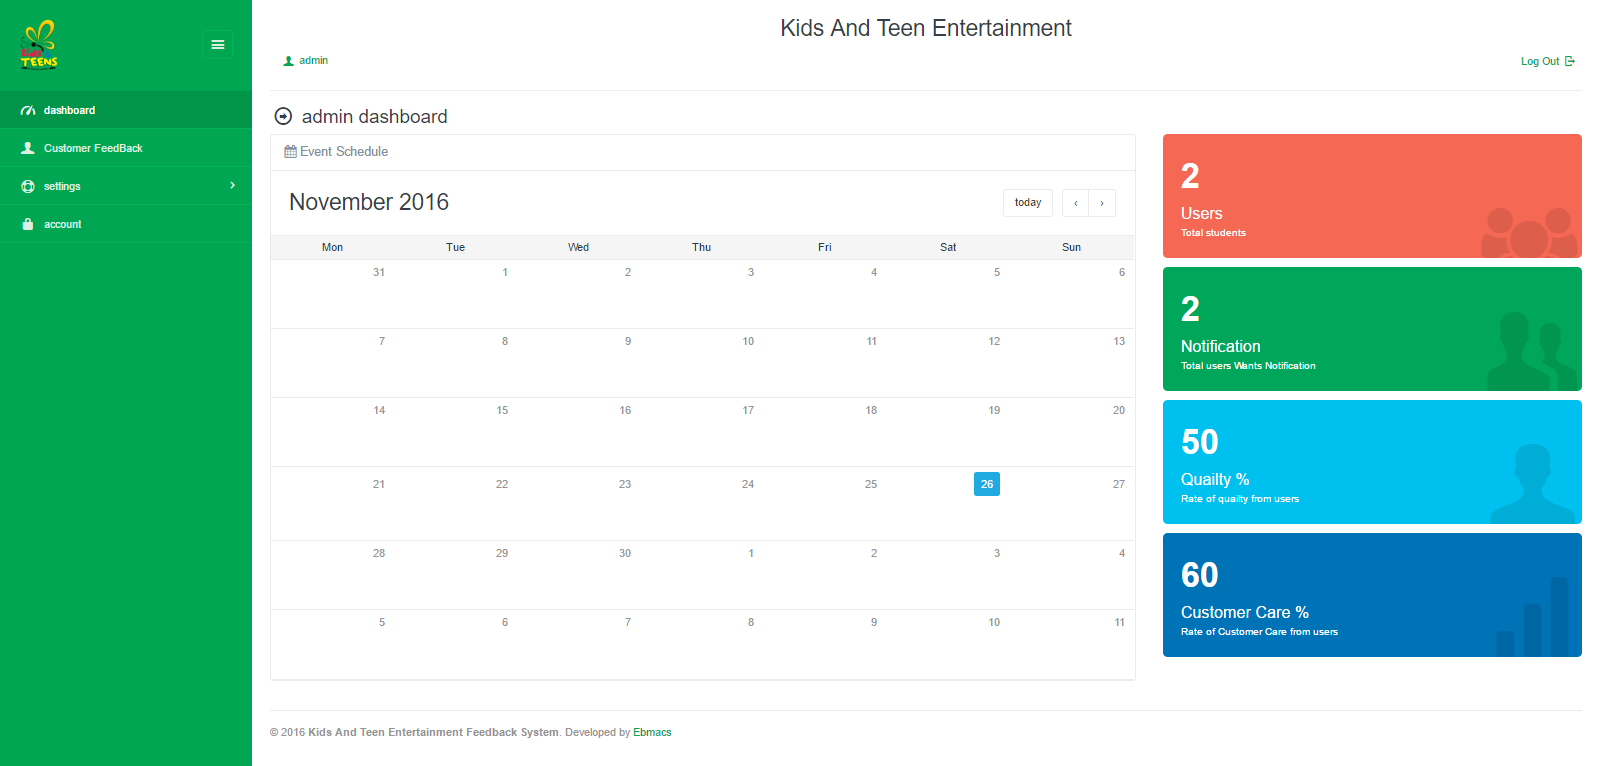 Kids
TEENS
Kids And Teen Entertainment
admin
Log Out
dashboard
Customer FeedBack
settings
account
admin dashboard
Event Schedule
November 2016
today
‹ ›
Mon Tue Wed Thu Fri Sat Sun
31 1 2 3 4 5 6
7 8 9 10 11 12 13
14 15 16 17 18 19 20
21 22 23 24 25 26 27
28 29 30 1 2 3 4
5 6 7 8 9 10 11
2
Users
Total students
2
Notification
Total users Wants Notification
50
Quailty %
Rate of quailty from users
60
Customer Care %
Rate of Customer Care from users
© 2016 Kids And Teen Entertainment Feedback System. Developed by Ebmacs